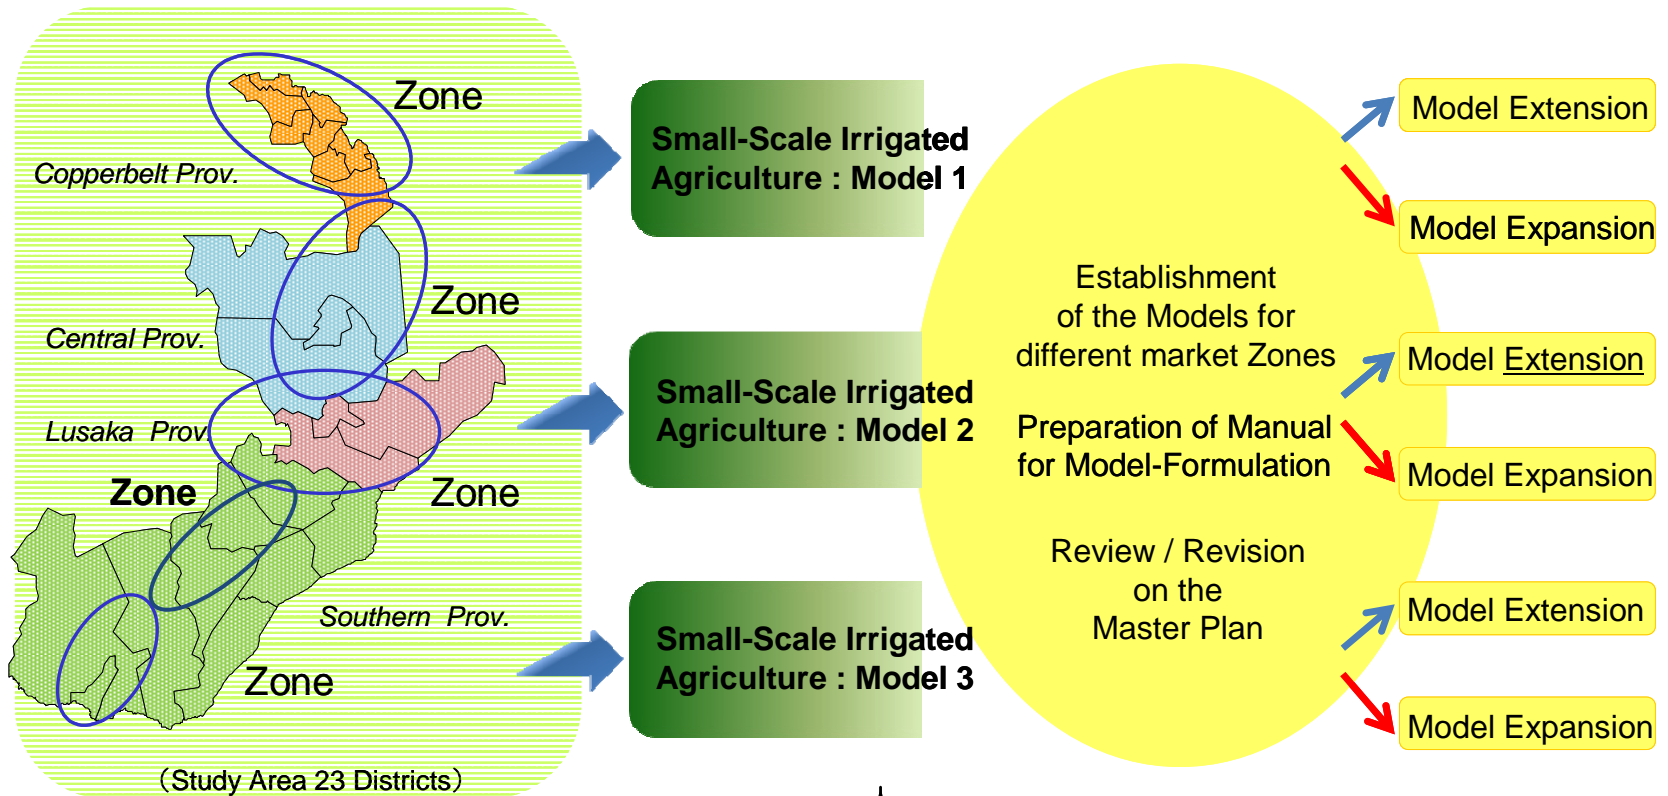 Zone
Copperbelt Prov.
Zone
Central Prov.
Lusaka Prov.
Zone
Zone
Southern Prov.
Zone
(Study Area 23 Districts)
Small-Scale Irrigated
Agriculture : Model 1
Small-Scale Irrigated
Agriculture : Model 2
Small-Scale Irrigated
Agriculture : Model 3
Establishment
of the Models for
different market Zones
Preparation of Manual
for Model-Formulation
Review / Revision
on the
Master Plan
Model Extension
Model Expansion
Model Extension
Model Expansion
Model Extension
Model Expansion